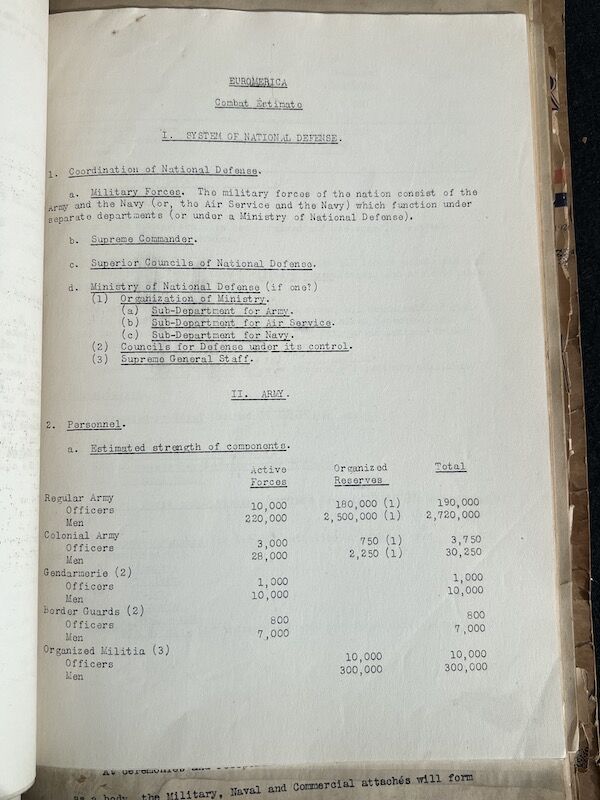 EUROMERICA
Combat Estimate
I. SYSTEM OF NATIONAL DEFENSE.
1. Coordination of National Defense.
a. Military Forces. The military forces of the nation consist of the
Army and the Navy (or, the Air Service and the Navy) which function under
separate departments (or under a Ministry of National Defense).
b. Supreme Commander.
c. Superior Councils of National Defense.
d. Ministry of National Defense (if one?)
(1) Organization of Ministry.
(a) Sub-Department for Army.
(b) Sub-Department for Air Service.
(c) Sub-Department for Navy.
(2) Councils for Defense under its control.
(3) Supreme General Staff.
II. ARMY.
2. Personnel.
a. Estimated strength of components.
Active Organized Total
Forces Reserves
Regular Army
Officers 10,000 180,000 (1) 190,000
Men 220,000 2,500,000 (1) 2,720,000
Colonial Army
Officers 3,000 750 (1) 3,750
Men 28,000 2,250 (1) 30,250
Gendarmerie (2)
Officers 1,000 1,000
Men 10,000 10,000
Border Guards (2)
Officers 800 800
Men 7,000 7,000
Organized Militia (3)
Officers 10,000 10,000
Men 300,000 300,000
At ceremonies and
as a body, the Military, Naval and Commercial attachés will form